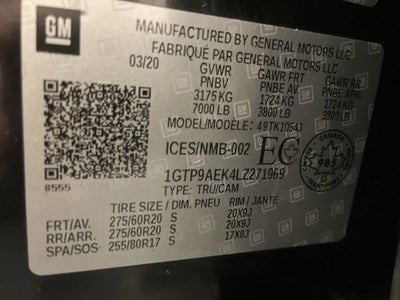 GM
MANUFACTURED BY GENERAL MOTORS LLC
FABRIQUÉ PAR GENERAL MOTORS LLC
03/20 GVWR GAWR FRT GAWR RR
PNBV PNBE AV PNBE ARR
3175 KG 1724 KG 1724 KG
7000 LB 3800 LB 3800 LB
MODEL/MODÈLE: 49TK10543
ICES/NMB-002 EC
8555
1GTP9AEK4LZ271969
TYPE: TRU/CAM
CANADA
985
TRANSPORT
TIRE SIZE / DIM. PNEU RIM / JANTE
FRT/AV. 275/60R20 S 20X9J
RR/ARR. 275/60R20 S 20X9J
SPA/SOS 255/80R17 S 17X8J